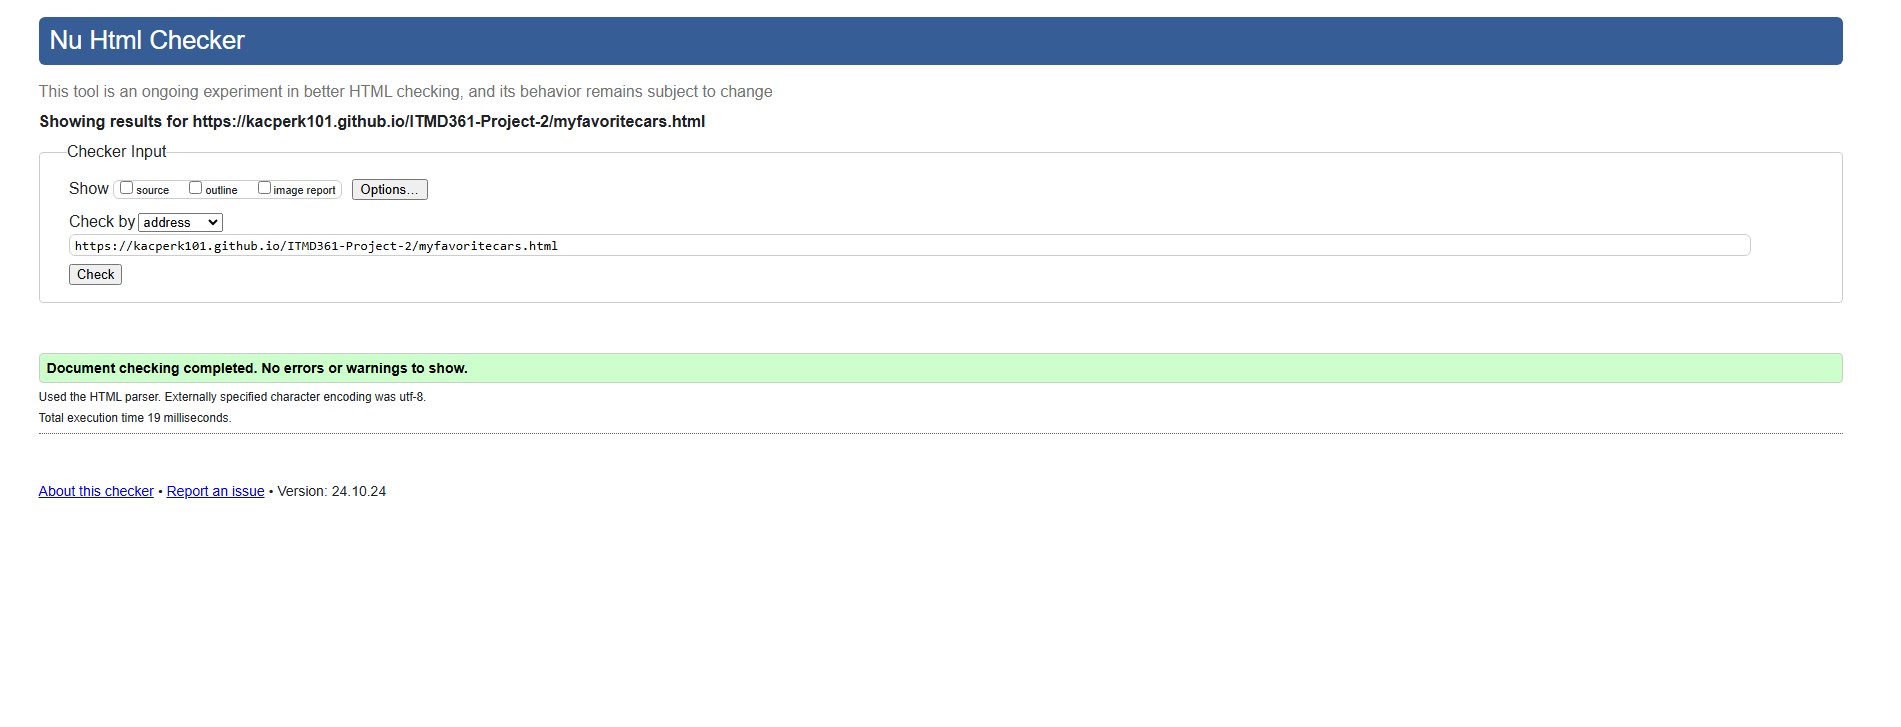 Nu Html Checker
This tool is an ongoing experiment in better HTML checking, and its behavior remains subject to change
Showing results for https://kacperk101.github.io/ITMD361-Project-2/myfavoritecars.html
Checker Input
Show source outline image report Options...
Check by address
https://kacperk101.github.io/ITMD361-Project-2/myfavoritecars.html
Check
Document checking completed. No errors or warnings to show.
Used the HTML parser. Externally specified character encoding was utf-8.
Total execution time 19 milliseconds.
About this checker • Report an issue • Version: 24.10.24